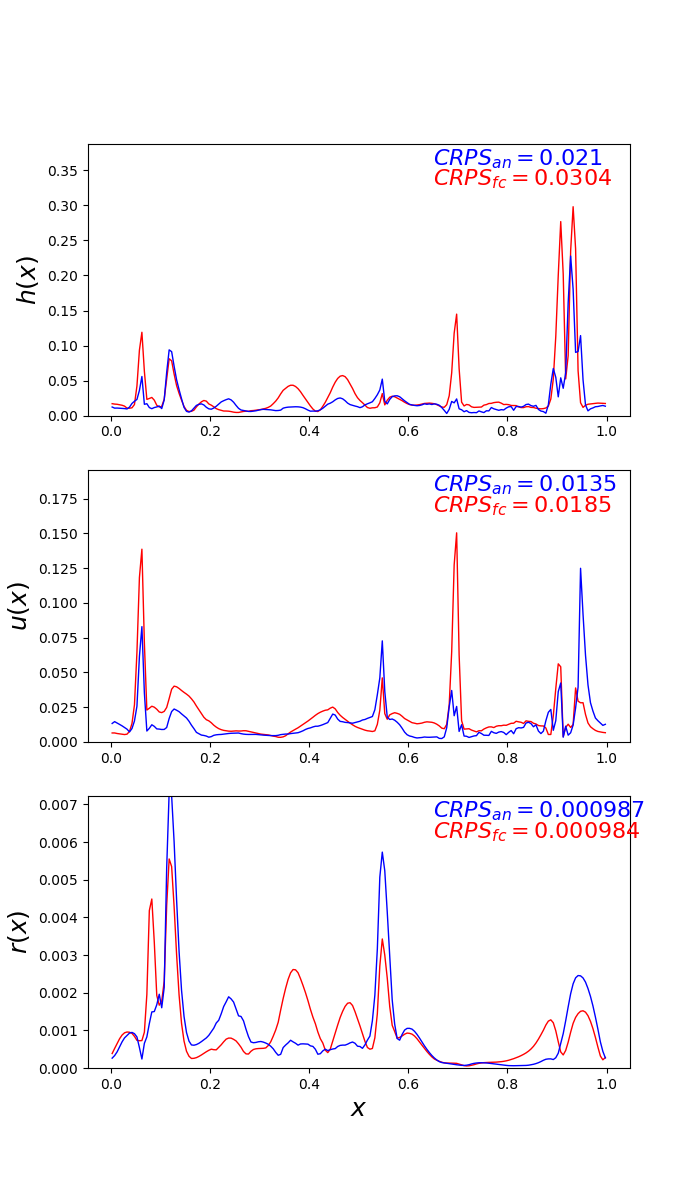 CRPS_an = 0.021
CRPS_fc = 0.0304
h(x)
0.35
0.30
0.25
0.20
0.15
0.10
0.05
0.00
0.0 0.2 0.4 0.6 0.8 1.0
CRPS_an = 0.0135
CRPS_fc = 0.0185
u(x)
0.175
0.150
0.125
0.100
0.075
0.050
0.025
0.000
0.0 0.2 0.4 0.6 0.8 1.0
CRPS_an = 0.000987
CRPS_fc = 0.000984
r(x)
0.007
0.006
0.005
0.004
0.003
0.002
0.001
0.000
0.0 0.2 0.4 0.6 0.8 1.0
x